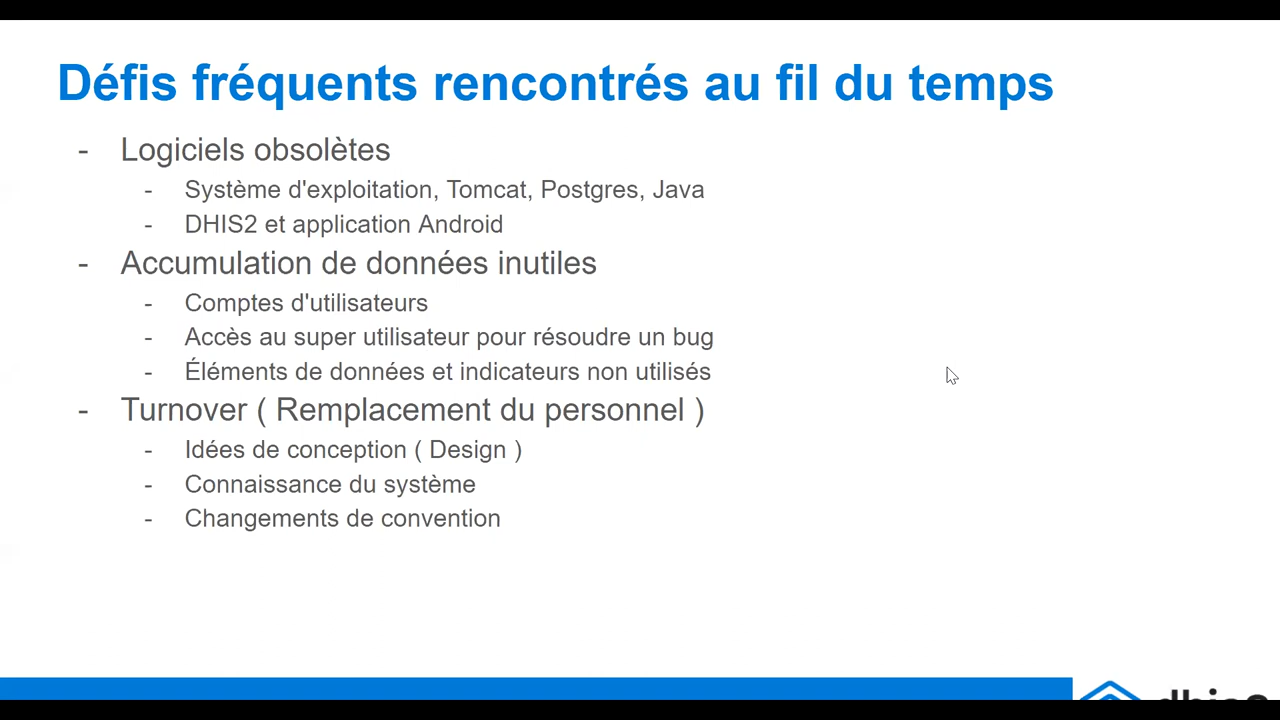 Défis fréquents rencontrés au fil du temps
- Logiciels obsolètes
- Système d'exploitation, Tomcat, Postgres, Java
- DHIS2 et application Android
- Accumulation de données inutiles
- Comptes d'utilisateurs
- Accès au super utilisateur pour résoudre un bug
- Éléments de données et indicateurs non utilisés
- Turnover ( Remplacement du personnel )
- Idées de conception ( Design )
- Connaissance du système
- Changements de convention